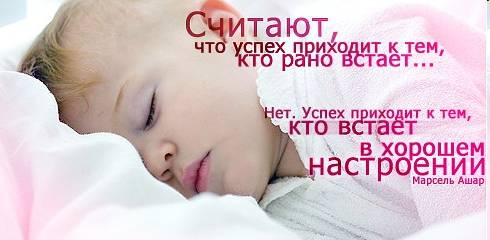 Считают,
что успех приходит к тем,
кто рано встает...
Нет. Успех приходит к тем,
кто встает
в хорошем
настроении
Марсель Ашар